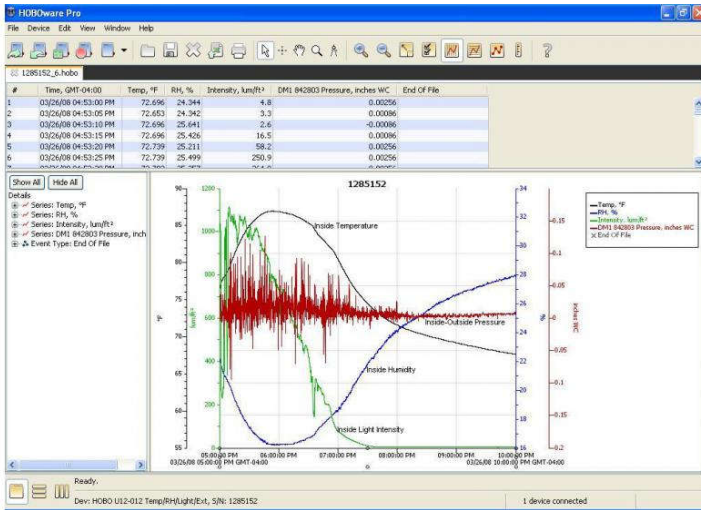 HOBOware Pro
File Device Edit View Window Help
1285152_6.hobo
# Time, GMT-04:00 Temp, °F RH, % Intensity, lum/ft² DM1 842803 Pressure, inches WC End Of File
1 03/26/08 04:53:00 PM 72.696 24.344 4.8 0.00256
2 03/26/08 04:53:05 PM 72.653 24.342 3.3 0.00086
3 03/26/08 04:53:10 PM 72.696 25.641 2.6 -0.00086
4 03/26/08 04:53:15 PM 72.696 25.426 16.5 0.00086
5 03/26/08 04:53:20 PM 72.739 25.211 58.2 0.00256
6 03/26/08 04:53:25 PM 72.739 25.499 250.9 0.00086
Show All Hide All
Details
Series: Temp, °F
Series: RH, %
Series: Intensity, lum/ft²
Series: DM1 842803 Pressure, inch
Event Type: End Of File
1285152
90 1200 34
85 1000 32 0.15
80 800 30 0.1
75 600 28 0.05
70 400 26 0
65 200 24 -0.05
60 0 22 -0.1
55 20 -0.15
18 -0.2
16
°F
lum/ft²
%
inches WC
Inside Temperature
Inside-Outside Pressure
Inside Humidity
Inside Light Intensity
05:00:00 PM 06:00:00 PM 07:00:00 PM 08:00:00 PM 09:00:00 PM 10:00:00 PM
03/26/08 05:00:00 PM GMT-04:00 03/26/08 10:00:00 PM GMT-04:00
Temp, °F
RH, %
Intensity, lum/ft²
DM1 842803 Pressure, inches WC
End Of File
Ready.
Dev: HOBO U12-012 Temp/RH/Light/Ext, S/N: 1285152
1 device connected